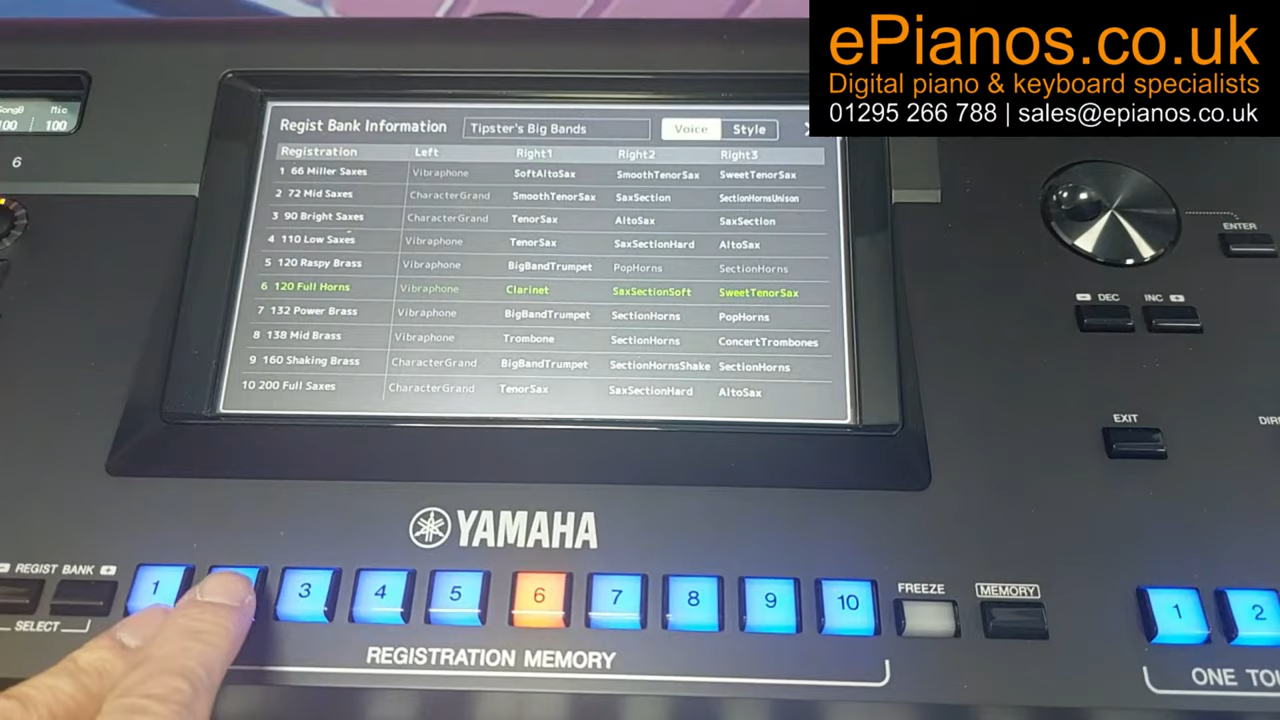 ePianos.co.uk
Digital piano & keyboard specialists
01295 266 788 | sales@epianos.co.uk
Mic
100 100
6
Regist Bank Information Tipster's Big Bands Voice Style
Registration Left Right1 Right2 Right3
1 66 Miller Saxes Vibraphone SoftAltoSax SmoothTenorSax SweetTenorSax
2 72 Mid Saxes CharacterGrand SmoothTenorSax SaxSection SectionHornsUnison
3 90 Bright Saxes CharacterGrand TenorSax AltoSax SaxSection
4 110 Low Saxes Vibraphone TenorSax SaxSectionHard AltoSax
5 120 Raspy Brass Vibraphone BigBandTrumpet PopHorns SectionHorns
6 120 Full Horns Vibraphone Clarinet SaxSectionSoft SweetTenorSax
7 132 Power Brass Vibraphone BigBandTrumpet SectionHorns PopHorns
8 138 Mid Brass Vibraphone Trombone SectionHorns ConcertTrombones
9 160 Shaking Brass CharacterGrand BigBandTrumpet SectionHornsShake SectionHorns
10 200 Full Saxes CharacterGrand TenorSax SaxSectionHard AltoSax
ENTER
- DEC INC +
EXIT
YAMAHA
- REGIST BANK +
SELECT
1 3 4 5 6 7 8 9 10
FREEZE MEMORY
REGISTRATION MEMORY
1 2
ONE